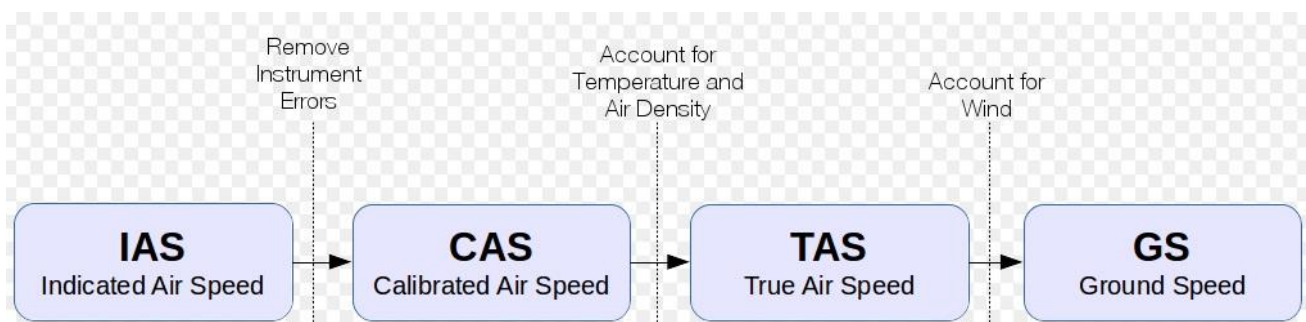 Remove
Instrument
Errors
Account for
Temperature and
Air Density
Account for
Wind
IAS
Indicated Air Speed
CAS
Calibrated Air Speed
TAS
True Air Speed
GS
Ground Speed